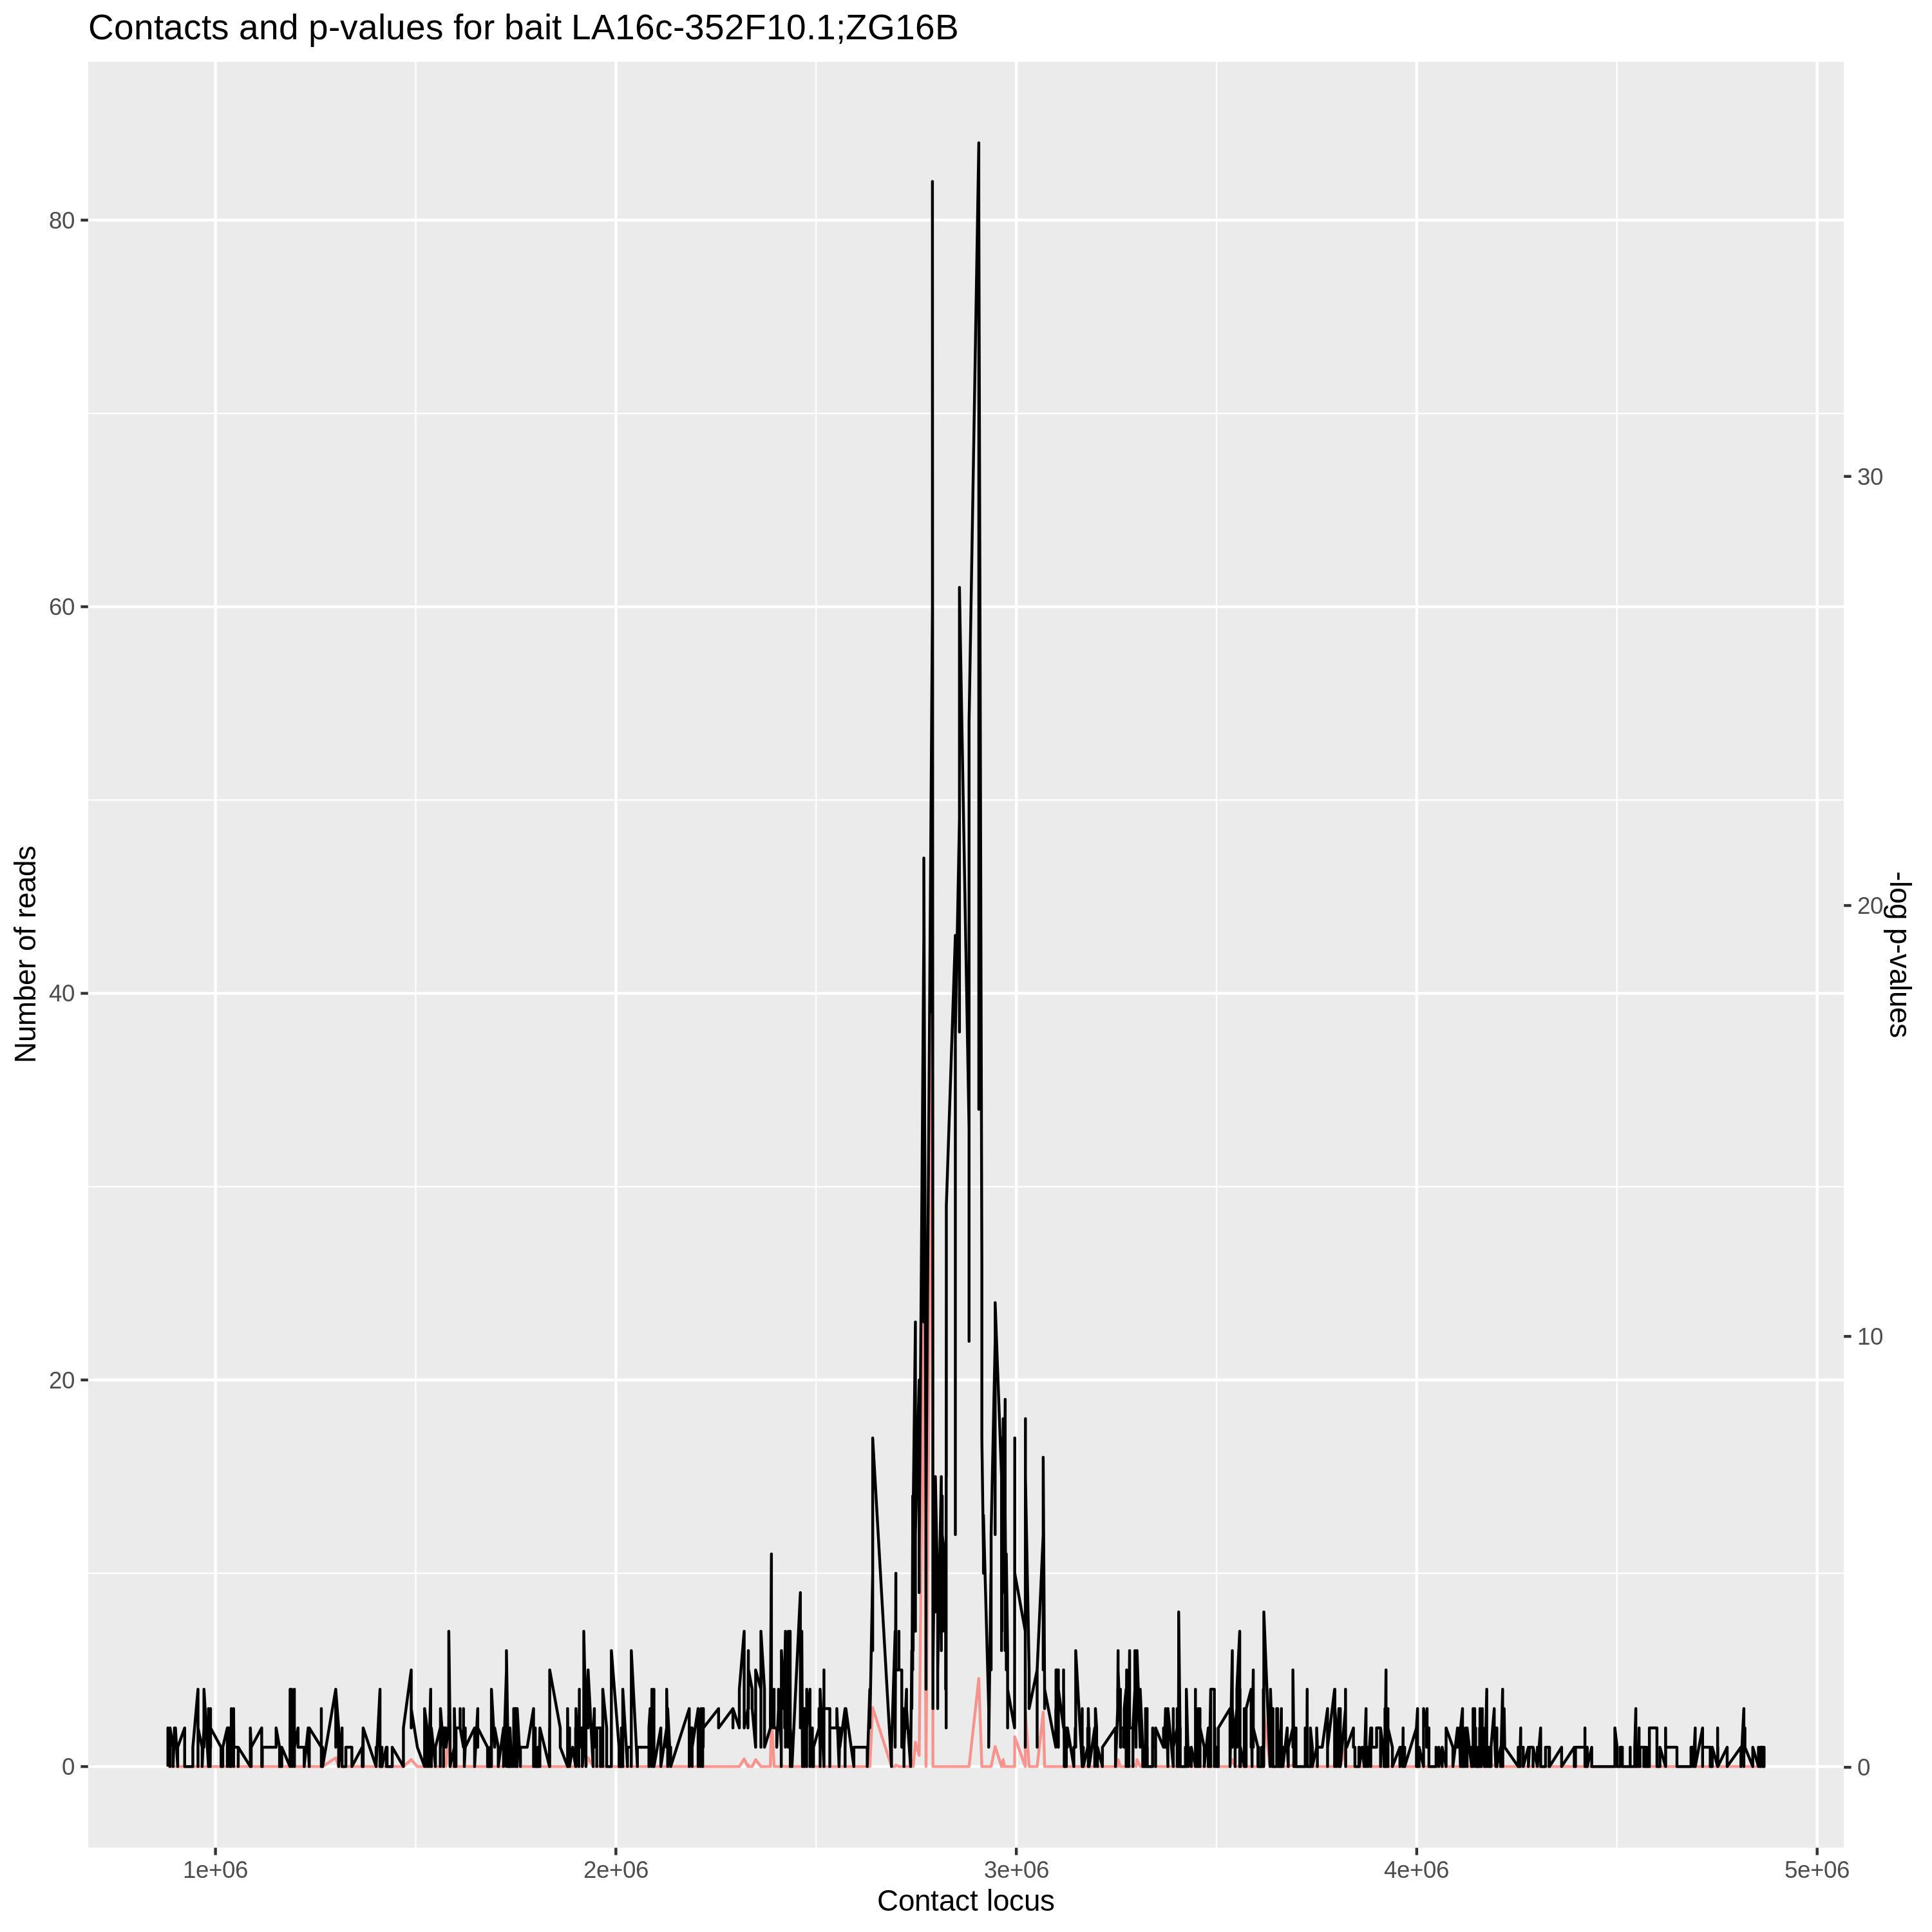 Contacts and p-values for bait LA16c-352F10.1;ZG16B
80
60
40
20
0
Number of reads
30
20
10
0
-log p-values
1e+06
2e+06
3e+06
4e+06
5e+06
Contact locus